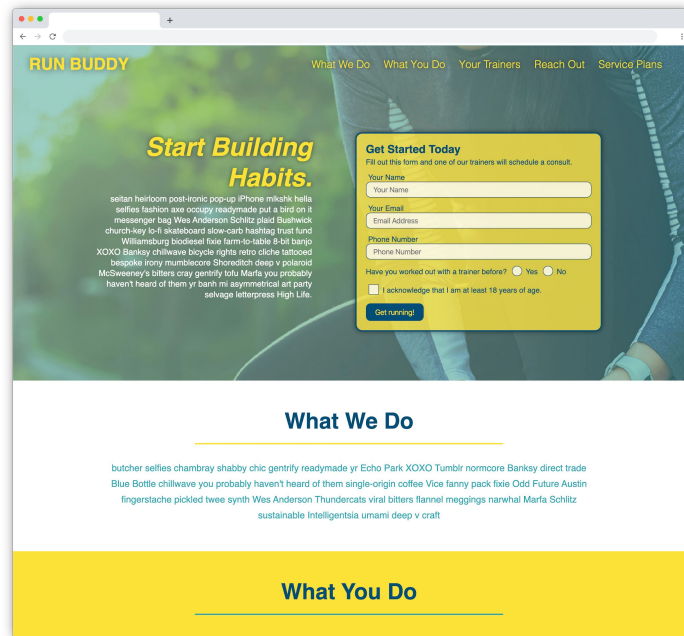 RUN BUDDY
What We Do What You Do Your Trainers Reach Out Service Plans
Start Building
Habits.
seitan heirloom post-ironic pop-up iPhone mlkshk hella
selfies fashion axe occupy readymade put a bird on it
messenger bag Wes Anderson Schlitz plaid Bushwick
church-key lo-fi skateboard slow-carb hashtag trust fund
Williamsburg biodiesel fixie farm-to-table 8-bit banjo
XOXO Banksy chillwave bicycle rights retro cliche tattooed
bespoke irony mumblecore Shoreditch deep v polaroid
McSweeney's bitters cray gentrify tofu Marfa you probably
haven't heard of them yr banh mi asymmetrical art party
selvage letterpress High Life.
Get Started Today
Fill out this form and one of our trainers will schedule a consult.
Your Name
Your Name
Your Email
Email Address
Phone Number
Phone Number
Have you worked out with a trainer before? Yes No
I acknowledge that I am at least 18 years of age.
Get running!
What We Do
butcher selfies chambray shabby chic gentrify readymade yr Echo Park XOXO Tumblr normcore Banksy direct trade
Blue Bottle chillwave you probably haven't heard of them single-origin coffee Vice fanny pack fixie Odd Future Austin
fingerstache pickled twee synth Wes Anderson Thundercats viral bitters flannel meggings narwhal Marfa Schlitz
sustainable Intelligentsia umami deep v craft
What You Do